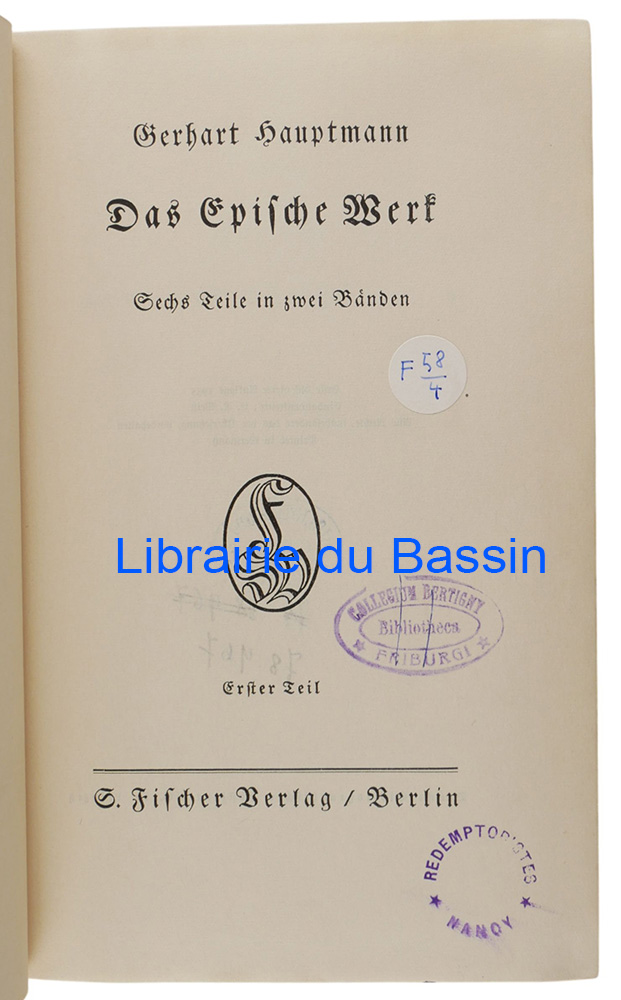 Gerhart Hauptmann
Das Epische Werk
Sechs Teile in zwei Bänden
F 58/4
Librairie du Bassin
COLLEGIUM BERTIGNY
Bibliotheca
FRIBURGI
Erster Teil
S. Fischer Verlag / Berlin
REDEMPTORISTES
NANCY